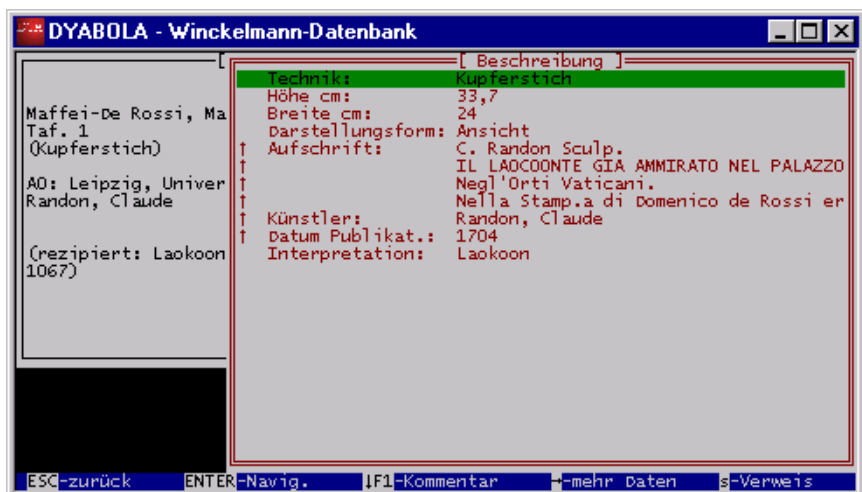 DYABOLA - Winckelmann-Datenbank
[ Beschreibung ]
Technik: Kupferstich
Höhe cm: 33,7
Breite cm: 24
Darstellungsform: Ansicht
↑ Aufschrift: C. Randon Sculp.
↑ IL LAOCOONTE GIA AMMIRATO NEL PALAZZO
↑ Negl'Orti Vaticani.
↑ Nella Stamp.a di Domenico de Rossi er
↑ Künstler: Randon, Claude
↑ Datum Publikat.: 1704
Interpretation: Laokoon
Maffei-De Rossi, Ma
Taf. 1
(Kupferstich)
AO: Leipzig, Univer
Randon, Claude
(rezipiert: Laokoon
1067)
ESC-zurück ENTER-Navig. ↓F1-Kommentar →-mehr Daten s-Verweis